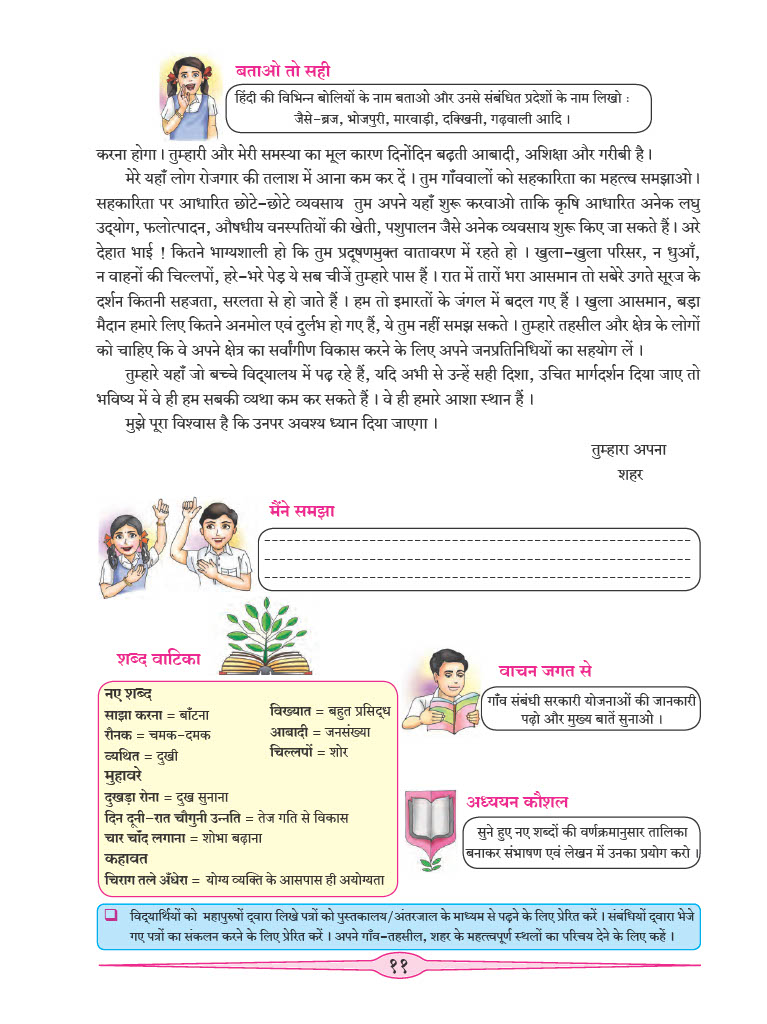 बताओ तो सही
हिंदी की विभिन्न बोलियों के नाम बताओ और उनसे संबंधित प्रदेशों के नाम लिखो :
जैसे-ब्रज, भोजपुरी, मारवाड़ी, दक्खिनी, गढ़वाली आदि ।
करना होगा । तुम्हारी और मेरी समस्या का मूल कारण दिनोंदिन बढ़ती आबादी, अशिक्षा और गरीबी है ।
मेरे यहाँ लोग रोजगार की तलाश में आना कम कर दें । तुम गाँववालों को सहकारिता का महत्त्व समझाओ ।
सहकारिता पर आधारित छोटे-छोटे व्यवसाय तुम अपने यहाँ शुरू करवाओ ताकि कृषि आधारित अनेक लघु
उद्योग, फलोत्पादन, औषधीय वनस्पतियों की खेती, पशुपालन जैसे अनेक व्यवसाय शुरू किए जा सकते हैं । अरे
देहात भाई ! कितने भाग्यशाली हो कि तुम प्रदूषणमुक्त वातावरण में रहते हो । खुला-खुला परिसर, न धुआँ,
न वाहनों की चिल्लपों, हरे-भरे पेड़ ये सब चीजें तुम्हारे पास हैं । रात में तारों भरा आसमान तो सबेरे उगते सूरज के
दर्शन कितनी सहजता, सरलता से हो जाते हैं । हम तो इमारतों के जंगल में बदल गए हैं । खुला आसमान, बड़ा
मैदान हमारे लिए कितने अनमोल एवं दुर्लभ हो गए हैं, ये तुम नहीं समझ सकते । तुम्हारे तहसील और क्षेत्र के लोगों
को चाहिए कि वे अपने क्षेत्र का सर्वांगीण विकास करने के लिए अपने जनप्रतिनिधियों का सहयोग लें ।
तुम्हारे यहाँ जो बच्चे विद्यालय में पढ़ रहे हैं, यदि अभी से उन्हें सही दिशा, उचित मार्गदर्शन दिया जाए तो
भविष्य में वे ही हम सबकी व्यथा कम कर सकते हैं । वे ही हमारे आशा स्थान हैं ।
मुझे पूरा विश्वास है कि उनपर अवश्य ध्यान दिया जाएगा ।
तुम्हारा अपना
शहर
मैंने समझा
शब्द वाटिका
नए शब्द
साझा करना = बाँटना
रौनक = चमक-दमक
व्यथित = दुखी
विख्यात = बहुत प्रसिद्ध
आबादी = जनसंख्या
चिल्लपों = शोर
मुहावरे
दुखड़ा रोना = दुख सुनाना
दिन दूनी-रात चौगुनी उन्नति = तेज गति से विकास
चार चाँद लगाना = शोभा बढ़ाना
कहावत
चिराग तले अँधेरा = योग्य व्यक्ति के आसपास ही अयोग्यता
वाचन जगत से
गाँव संबंधी सरकारी योजनाओं की जानकारी
पढ़ो और मुख्य बातें सुनाओ ।
अध्ययन कौशल
सुने हुए नए शब्दों की वर्णक्रमानुसार तालिका
बनाकर संभाषण एवं लेखन में उनका प्रयोग करो ।
❑ विद्यार्थियों को महापुरुषों द्वारा लिखे पत्रों को पुस्तकालय/अंतरजाल के माध्यम से पढ़ने के लिए प्रेरित करें । संबंधियों द्वारा भेजे
गए पत्रों का संकलन करने के लिए प्रेरित करें । अपने गाँव-तहसील, शहर के महत्त्वपूर्ण स्थलों का परिचय देने के लिए कहें ।
११